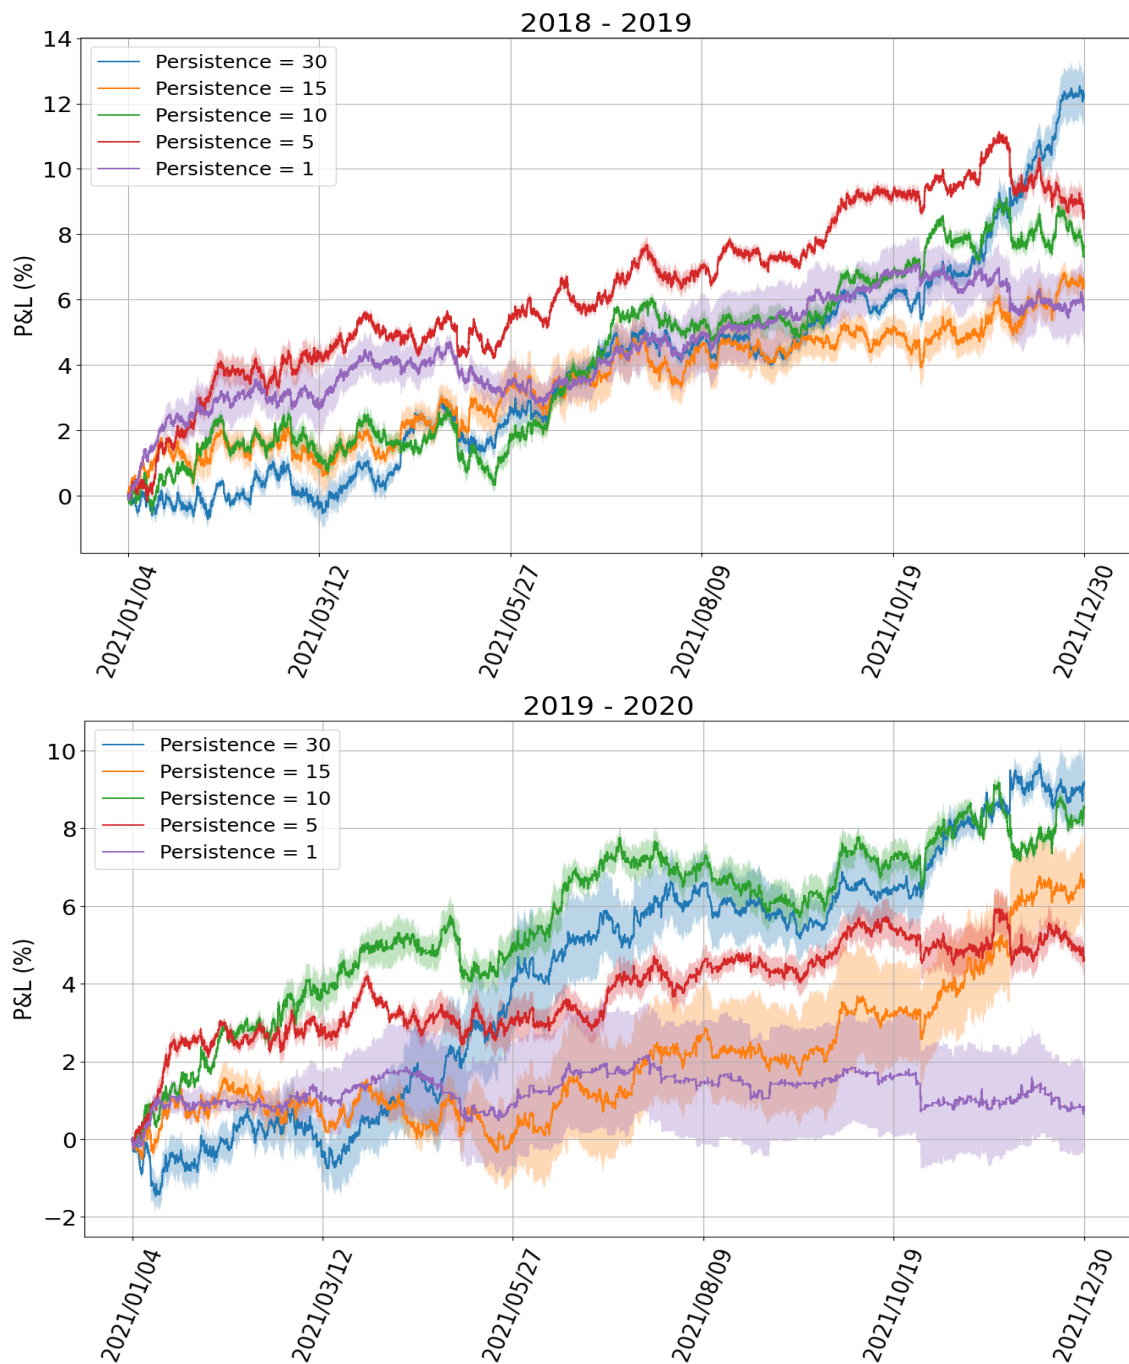 2018 - 2019
14
12
10
8
6
4
2
0
P&L (%)
Persistence = 30
Persistence = 15
Persistence = 10
Persistence = 5
Persistence = 1
2021/01/04
2021/03/12
2021/05/27
2021/08/09
2021/10/19
2021/12/30
2019 - 2020
10
8
6
4
2
0
−2
P&L (%)
Persistence = 30
Persistence = 15
Persistence = 10
Persistence = 5
Persistence = 1
2021/01/04
2021/03/12
2021/05/27
2021/08/09
2021/10/19
2021/12/30